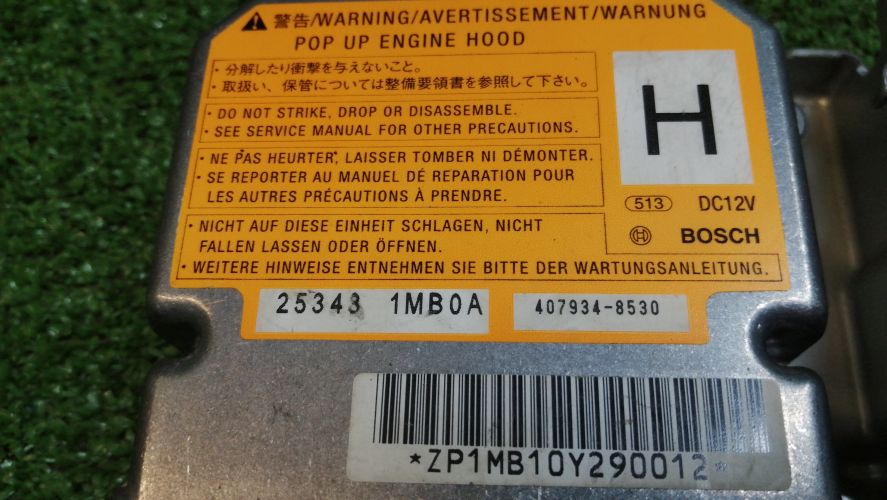 警告/WARNING/AVERTISSEMENT/WARNUNG
POP UP ENGINE HOOD
・分解したり衝撃を与えないこと。
・取扱い、保管については整備要領書を参照して下さい。
H
・DO NOT STRIKE, DROP OR DISASSEMBLE.
・SEE SERVICE MANUAL FOR OTHER PRECAUTIONS.
・NE PAS HEURTER, LAISSER TOMBER NI DÉMONTER.
・SE REPORTER AU MANUEL DÉ REPARATION POUR
LES AUTRES PRÉCAUTIONS À PRENDRE.
513 DC12V
・NICHT AUF DIESE EINHEIT SCHLAGEN, NICHT
FALLEN LASSEN ODER ÖFFNEN.
BOSCH
・WEITERE HINWEISE ENTNEHMEN SIE BITTE DER WARTUNGSANLEITUNG.
25343 1MB0A 407934-8530
*ZP1MB10Y290012*